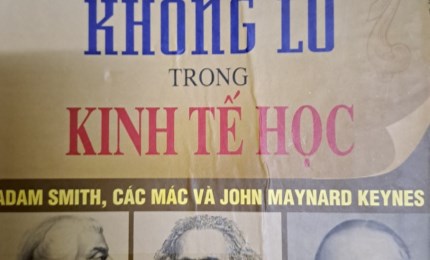 KHỔNG LỒ
TRONG
KINH TẾ HỌC
ADAM SMITH, CÁC MÁC VÀ JOHN MAYNARD KEYNES